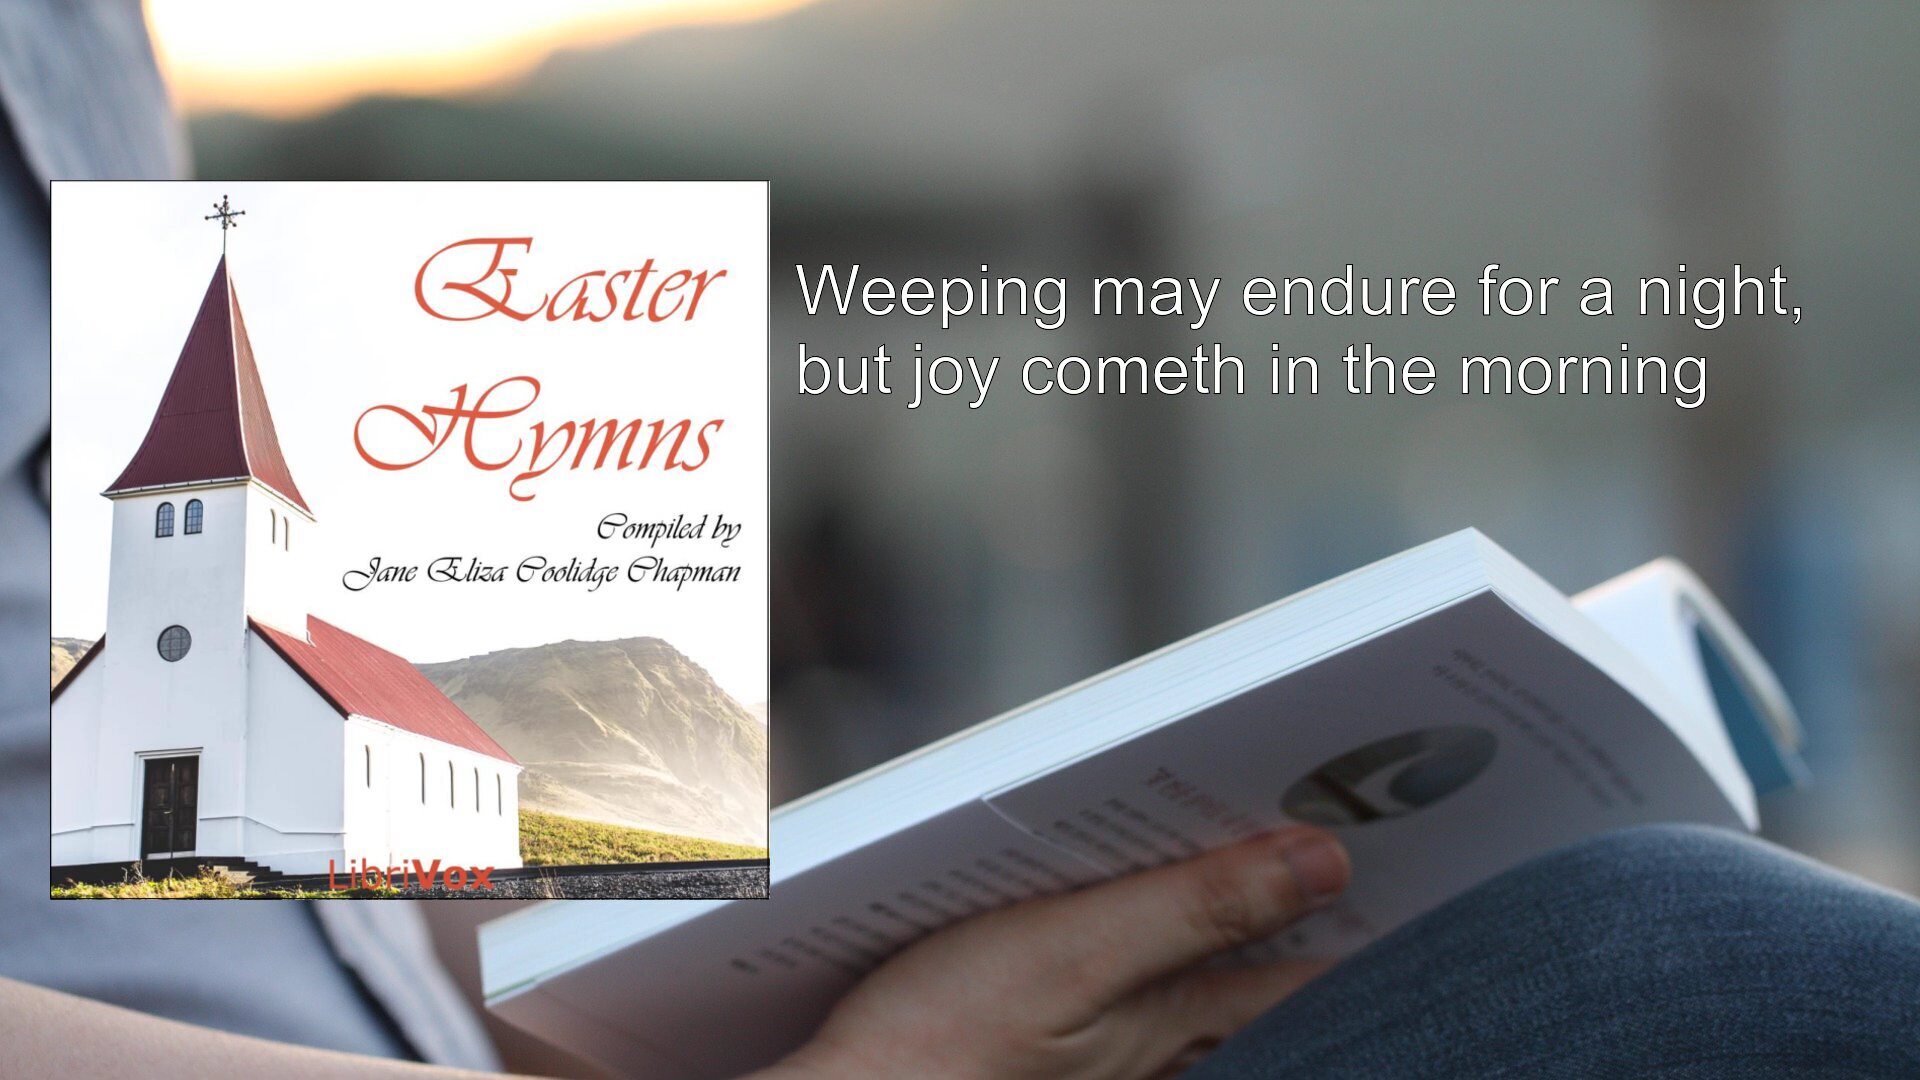 Easter
Hymns
Compiled by
Jane Eliza Coolidge Chapman
LibriVox
Weeping may endure for a night,
but joy cometh in the morning